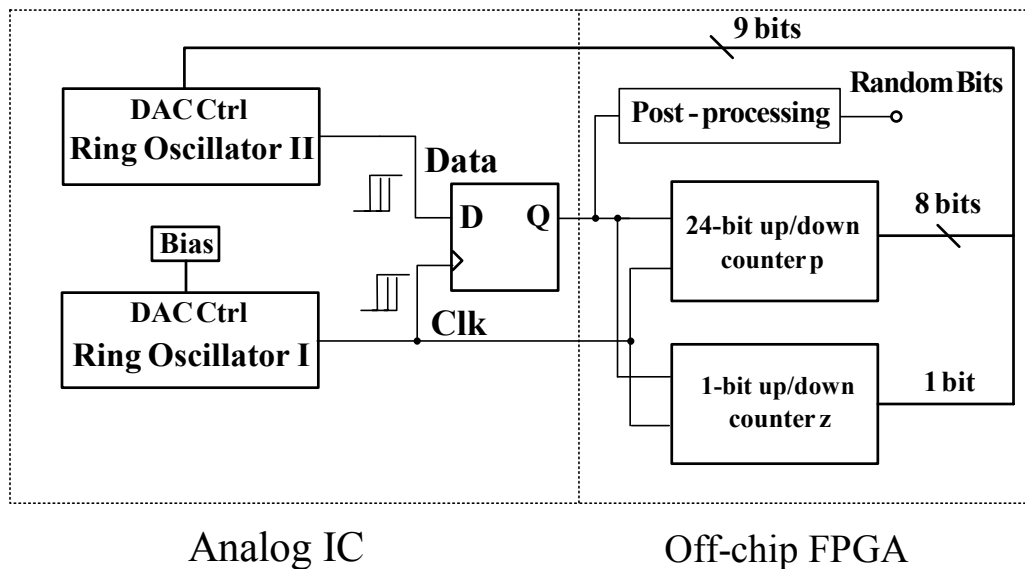 9 bits
DAC Ctrl
Ring Oscillator II
Data
Post - processing
Random Bits
D
Q
24-bit up/down
counter p
8 bits
Bias
DAC Ctrl
Ring Oscillator I
Clk
1-bit up/down
counter z
1 bit
Analog IC
Off-chip FPGA